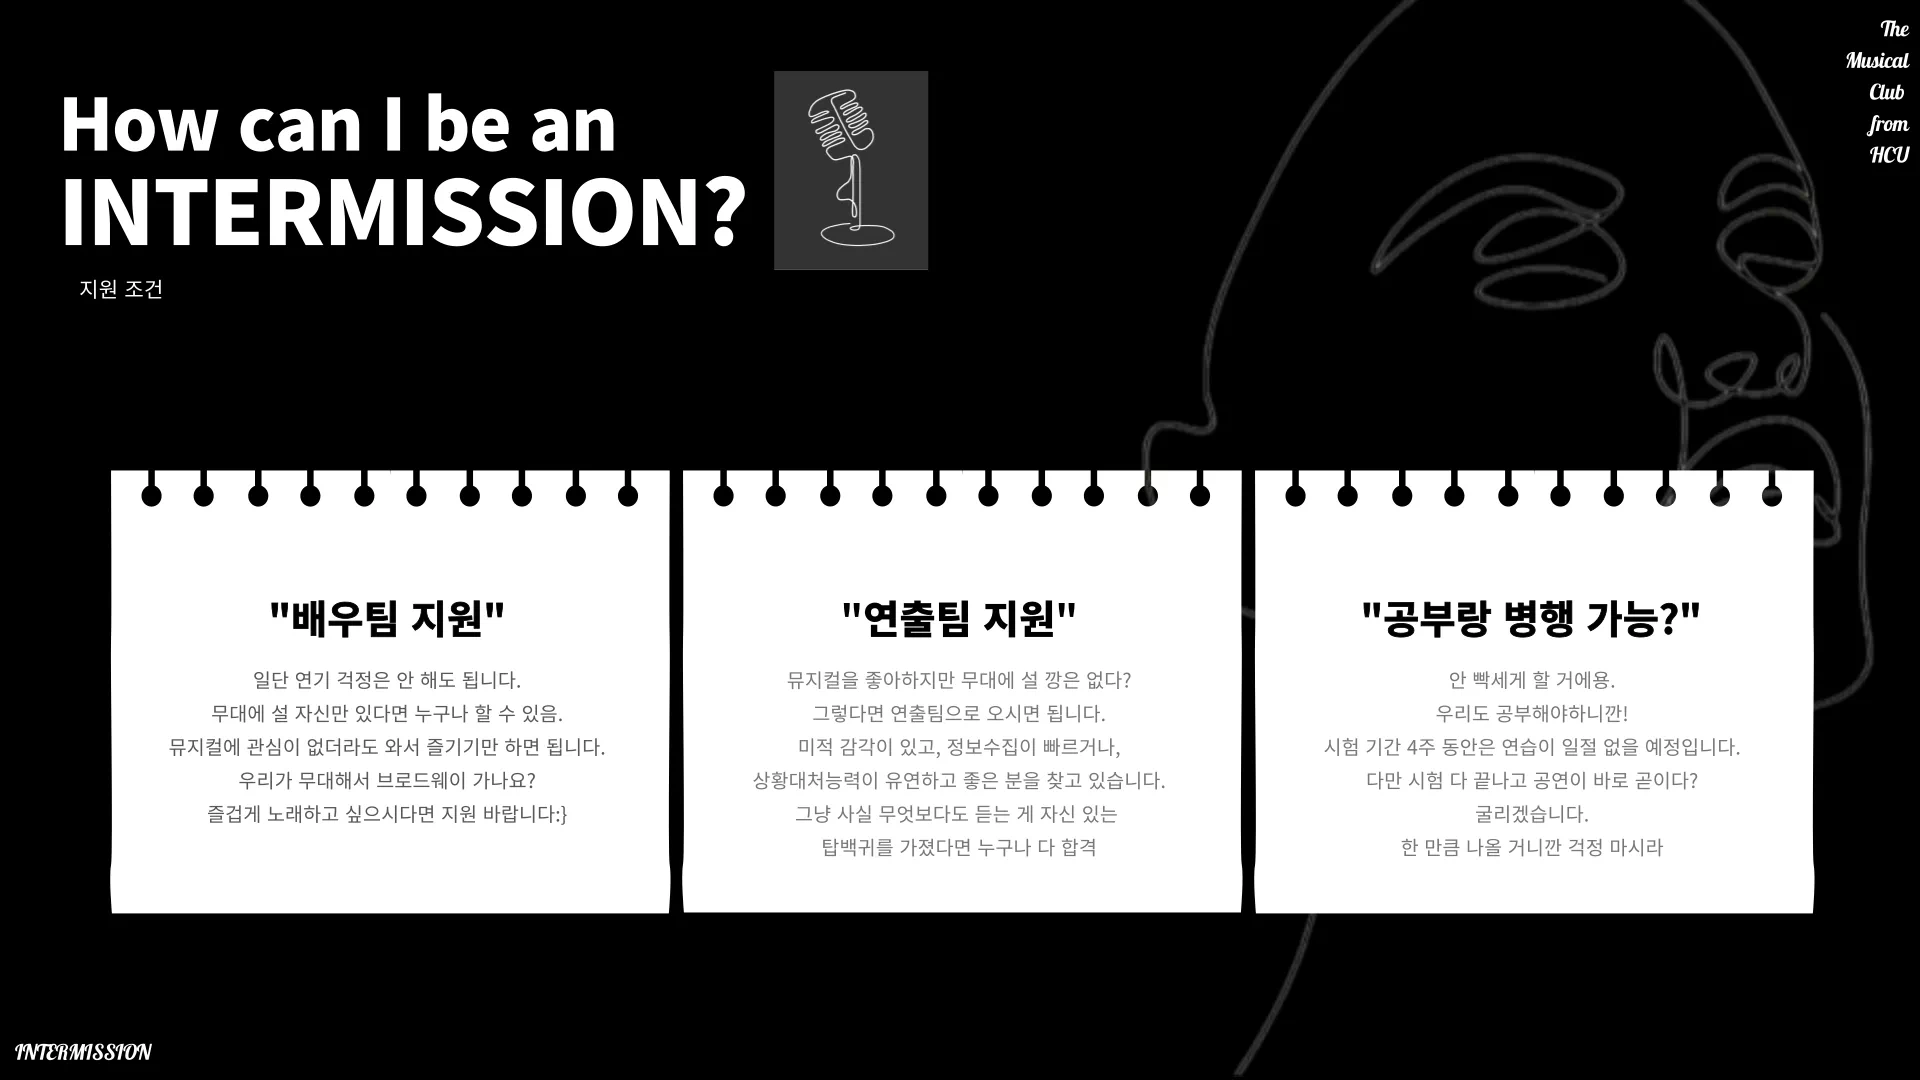 The
Musical
Club
from
HCU
How can I be an
INTERMISSION?
지원 조건
"배우팀 지원"
일단 연기 걱정은 안 해도 됩니다.
무대에 설 자신만 있다면 누구나 할 수 있음.
뮤지컬에 관심이 없더라도 와서 즐기기만 하면 됩니다.
우리가 무대해서 브로드웨이 가나요?
즐겁게 노래하고 싶으시다면 지원 바랍니다:}
"연출팀 지원"
뮤지컬을 좋아하지만 무대에 설 깡은 없다?
그렇다면 연출팀으로 오시면 됩니다.
미적 감각이 있고, 정보수집이 빠르거나,
상황대처능력이 유연하고 좋은 분을 찾고 있습니다.
그냥 사실 무엇보다도 듣는 게 자신 있는
탑백귀를 가졌다면 누구나 다 합격
"공부랑 병행 가능?"
안 빡세게 할 거에용.
우리도 공부해야하니깐!
시험 기간 4주 동안은 연습이 일절 없을 예정입니다.
다만 시험 다 끝나고 공연이 바로 곧이다?
굴리겠습니다.
한 만큼 나올 거니깐 걱정 마시라
INTERMISSION